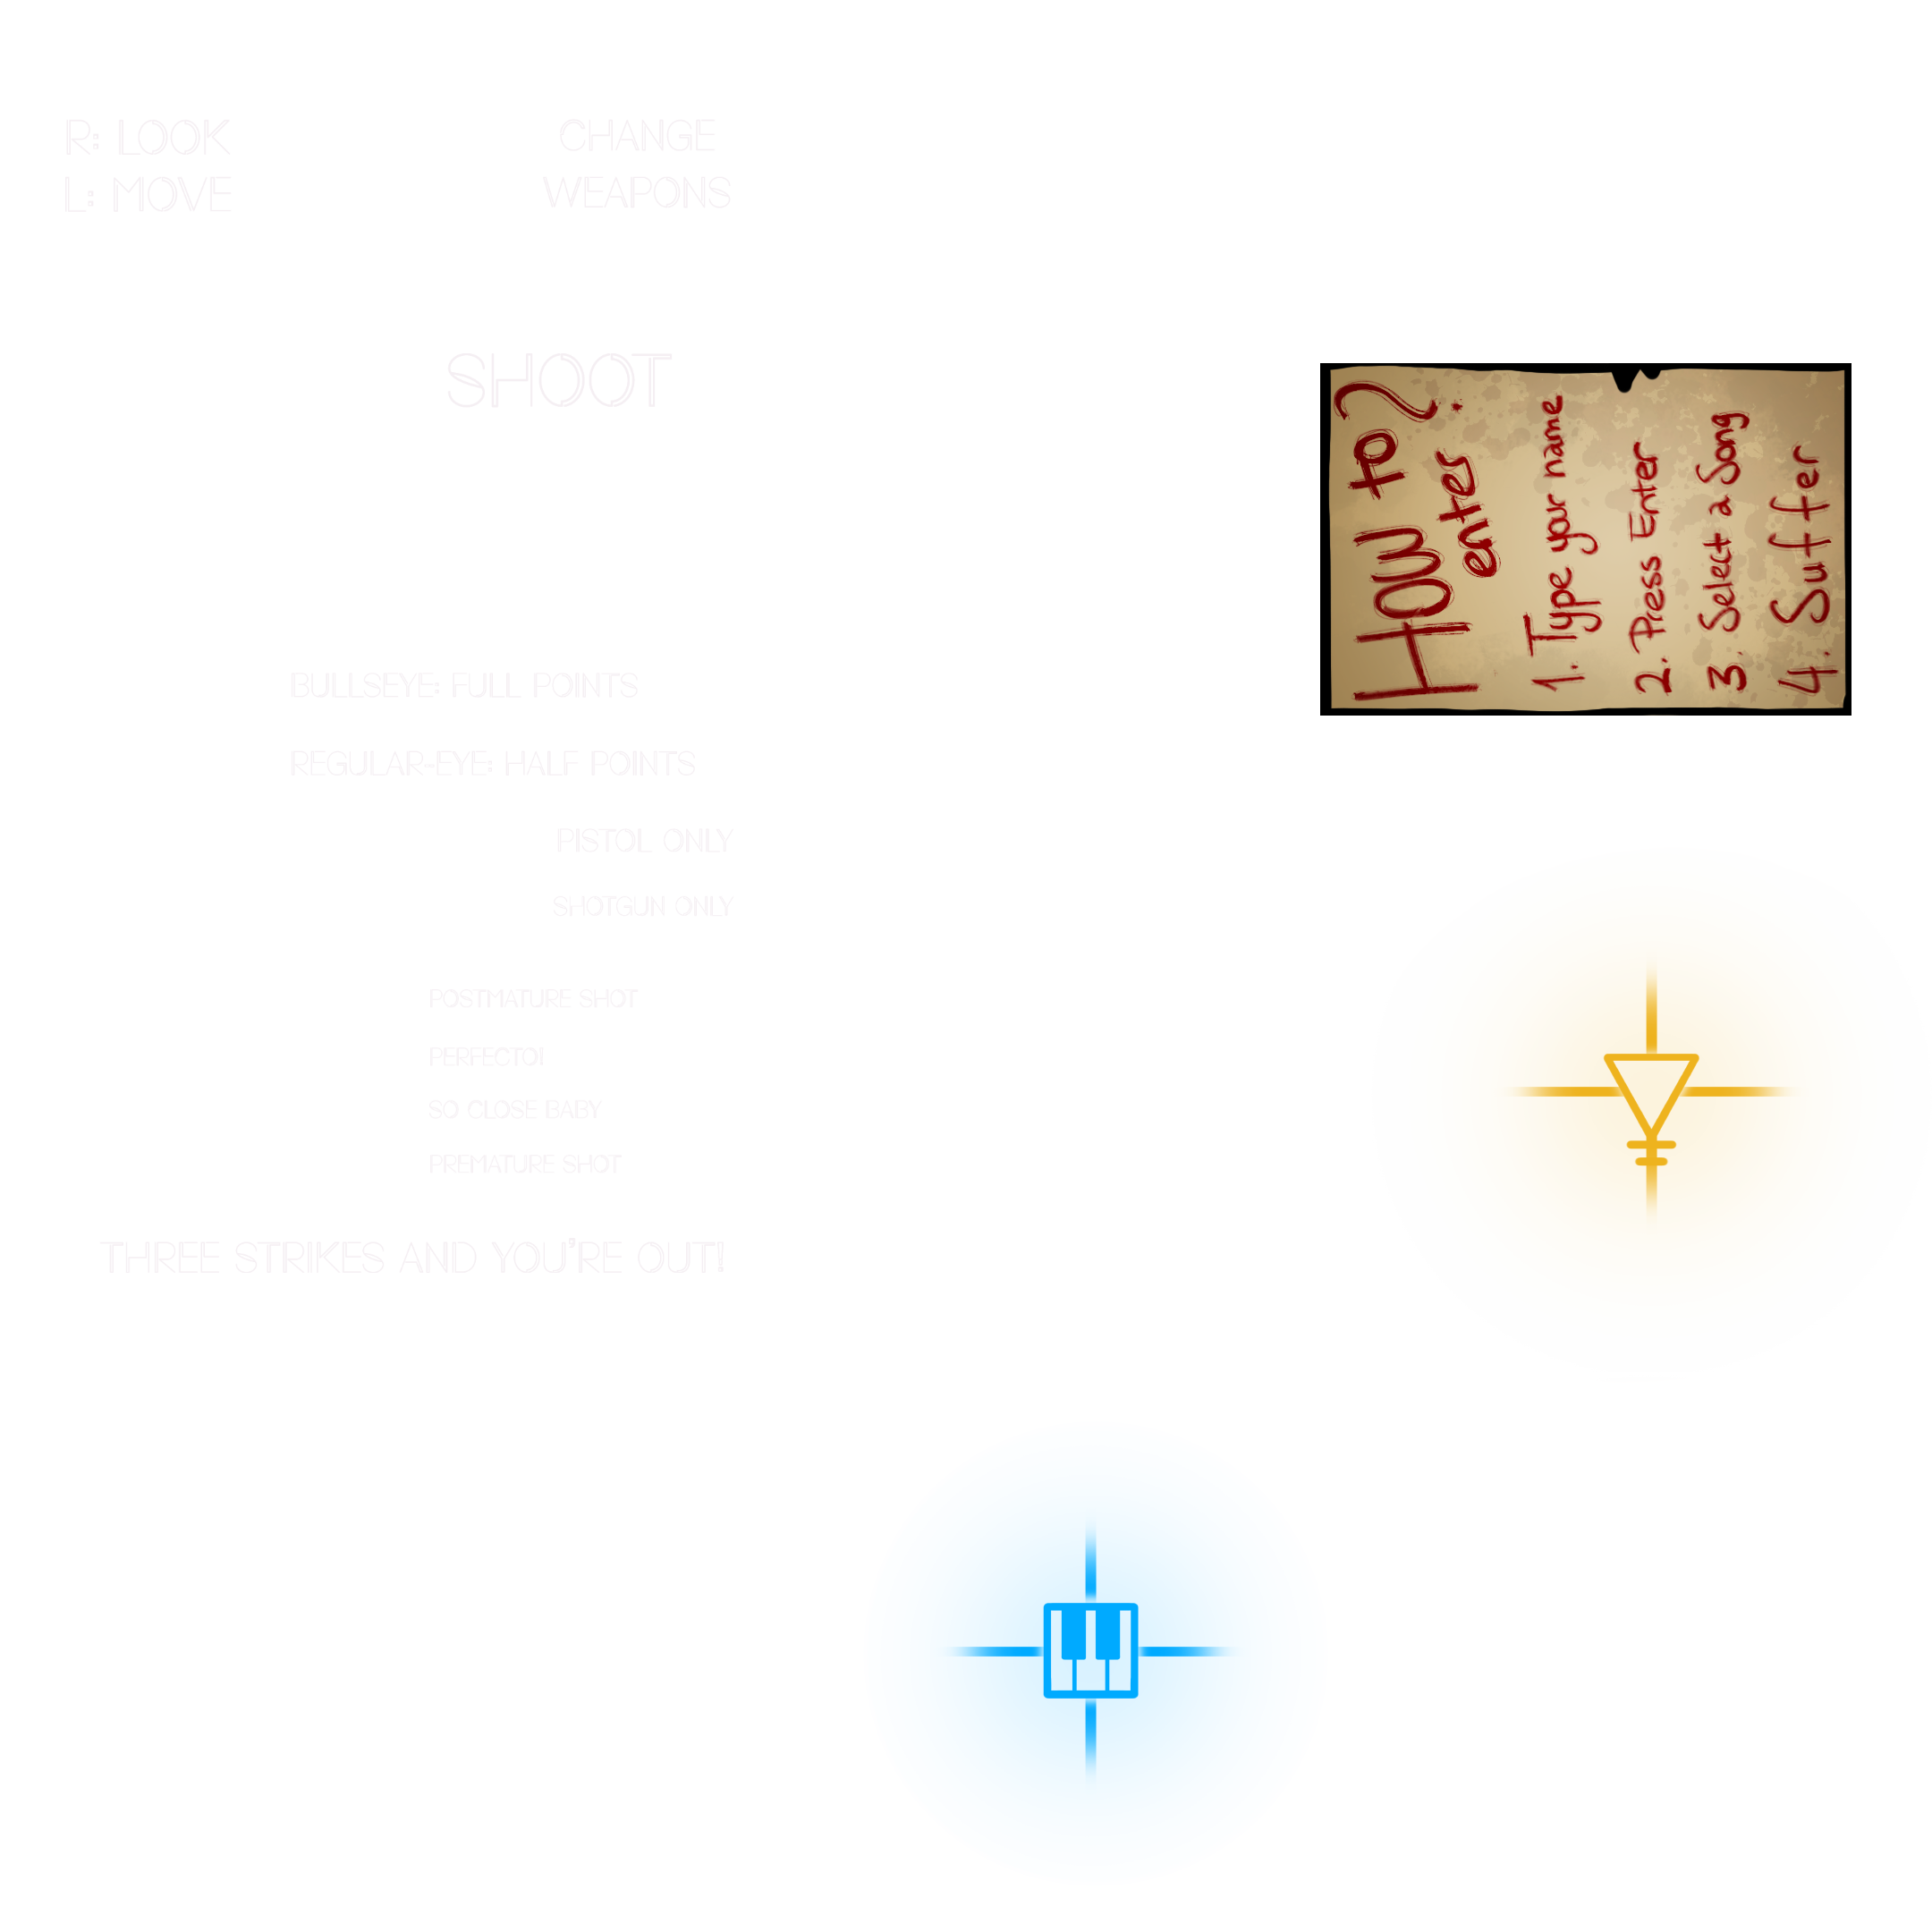 R: LOOK
L: MOVE
CHANGE
WEAPONS
SHOOT
BULLSEYE: FULL POINTS
REGULAR-EYE: HALF POINTS
PISTOL ONLY
SHOTGUN ONLY
POSTMATURE SHOT
PERFECTO!
SO CLOSE BABY
PREMATURE SHOT
THREE STRIKES AND YOU'RE OUT!
How to?
enter
1. Type your name
2. Press Enter
3. Select a Song
4. Suffer